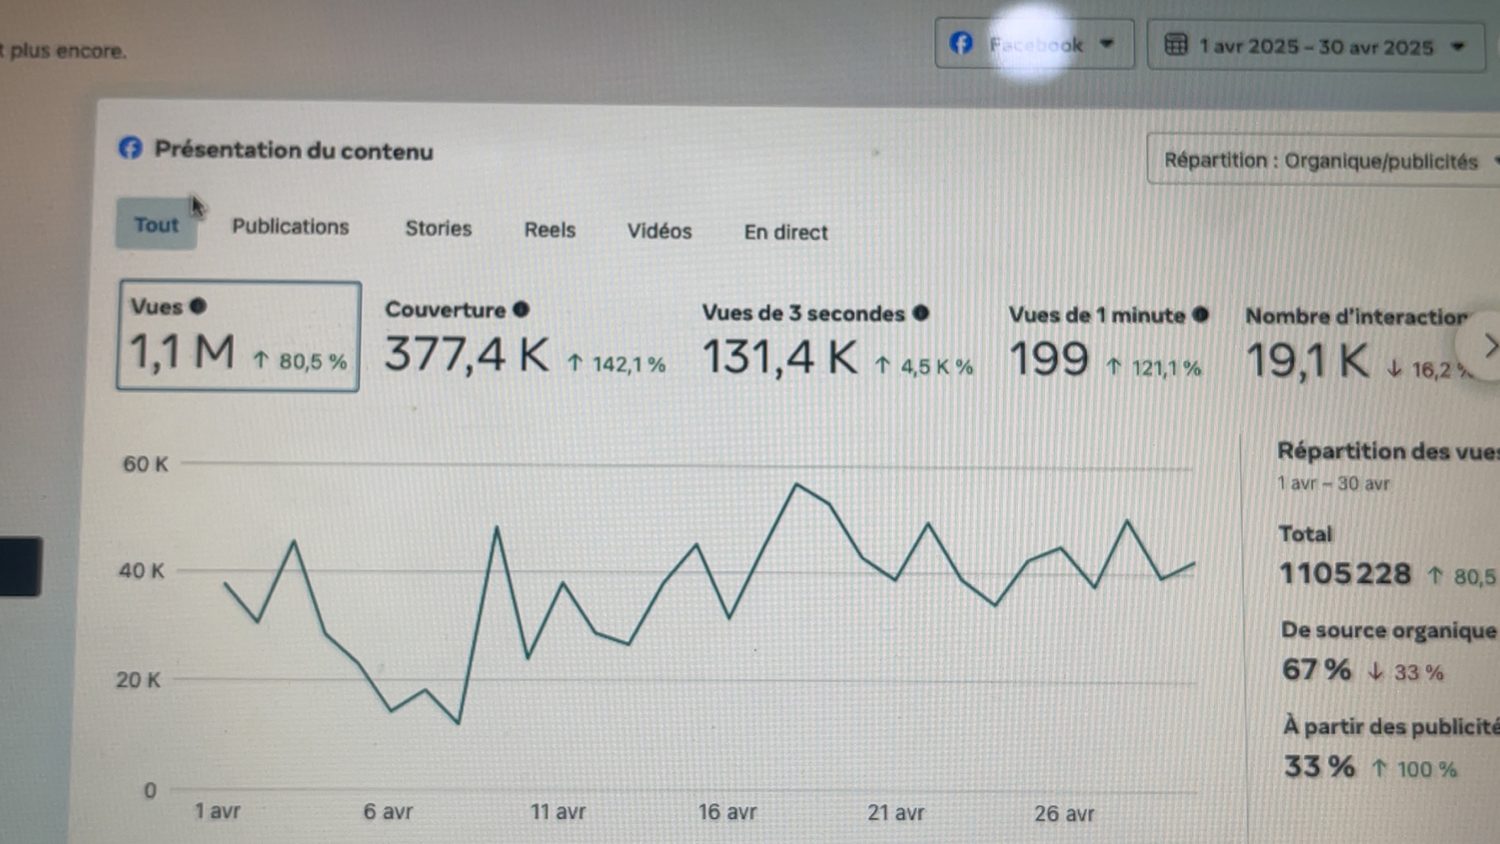 t plus encore.
Facebook
1 avr 2025 – 30 avr 2025
Présentation du contenu
Répartition : Organique/publicités
Tout
Publications
Stories
Reels
Vidéos
En direct
Vues
1,1 M ↑ 80,5 %
Couverture
377,4 K ↑ 142,1 %
Vues de 3 secondes
131,4 K ↑ 4,5 K %
Vues de 1 minute
199 ↑ 121,1 %
Nombre d'interaction
19,1 K ↓ 16,2 %
60 K
40 K
20 K
0
1 avr
6 avr
11 avr
16 avr
21 avr
26 avr
Répartition des vues
1 avr – 30 avr
Total
1105228 ↑ 80,5
De source organique
67 % ↓ 33 %
À partir des publicité
33 % ↑ 100 %